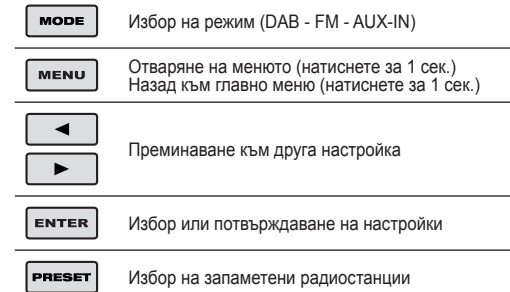 MODE Избор на режим (DAB - FM - AUX-IN)
MENU Отваряне на менюто (натиснете за 1 сек.)
Назад към главно меню (натиснете за 1 сек.)
◄
► Преминаване към друга настройка
ENTER Избор или потвърждаване на настройки
PRESET Избор на запаметени радиостанции